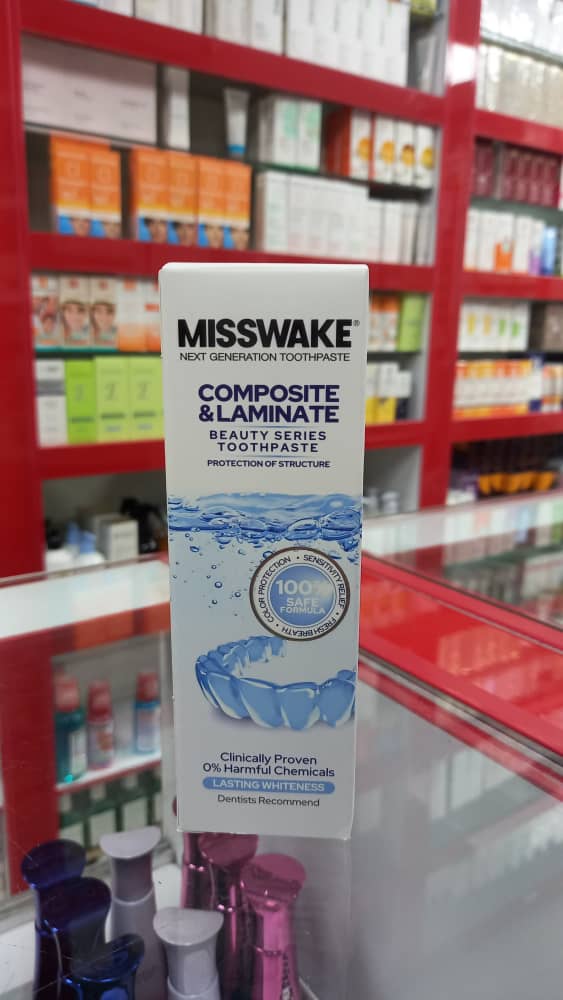 MISSWAKE®
NEXT GENERATION TOOTHPASTE
COMPOSITE
&LAMINATE
BEAUTY SERIES
TOOTHPASTE
PROTECTION OF STRUCTURE
COLOR PROTECTION • SENSITIVITY RELIEF • FRESH BREATH •
100%
SAFE
FORMULA
Clinically Proven
0% Harmful Chemicals
LASTING WHITENESS
Dentists Recommend